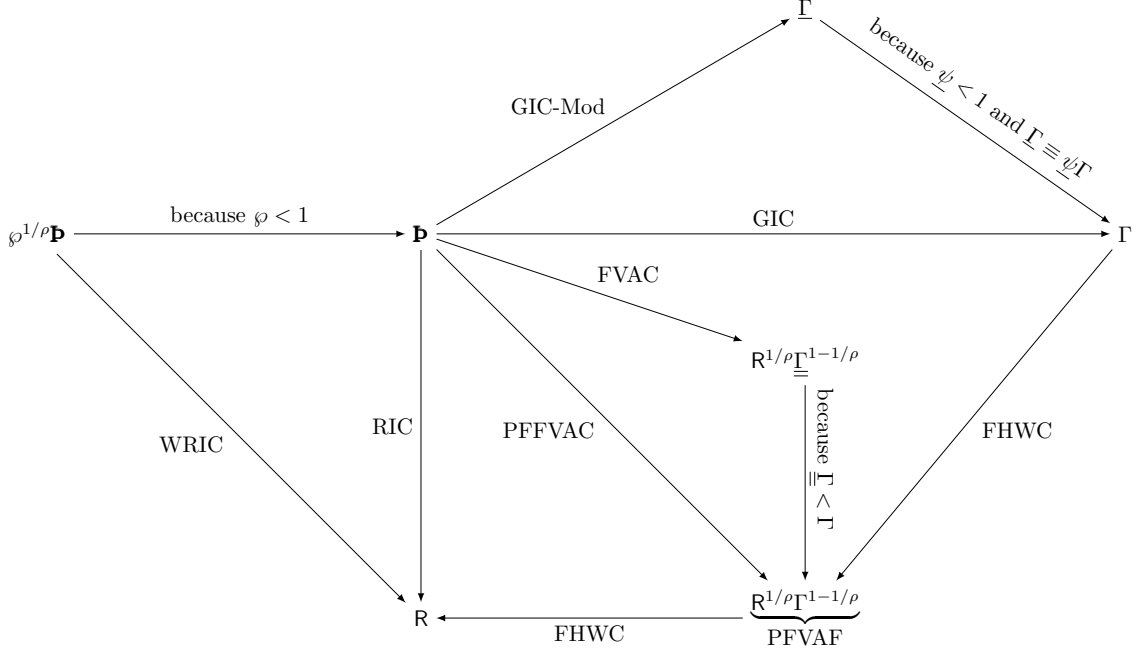 Γ̲
because ψ̲ < 1 and Γ̲ ≡ ψ̲Γ
GIC-Mod
℘^{1/ρ}Þ
because ℘ < 1
Þ
GIC
Γ
FVAC
R^{1/ρ}Γ̳^{1−1/ρ}
because Γ̳ < Γ
WRIC
RIC
PFFVAC
FHWC
R^{1/ρ}Γ^{1−1/ρ}
R
FHWC
PFVAF